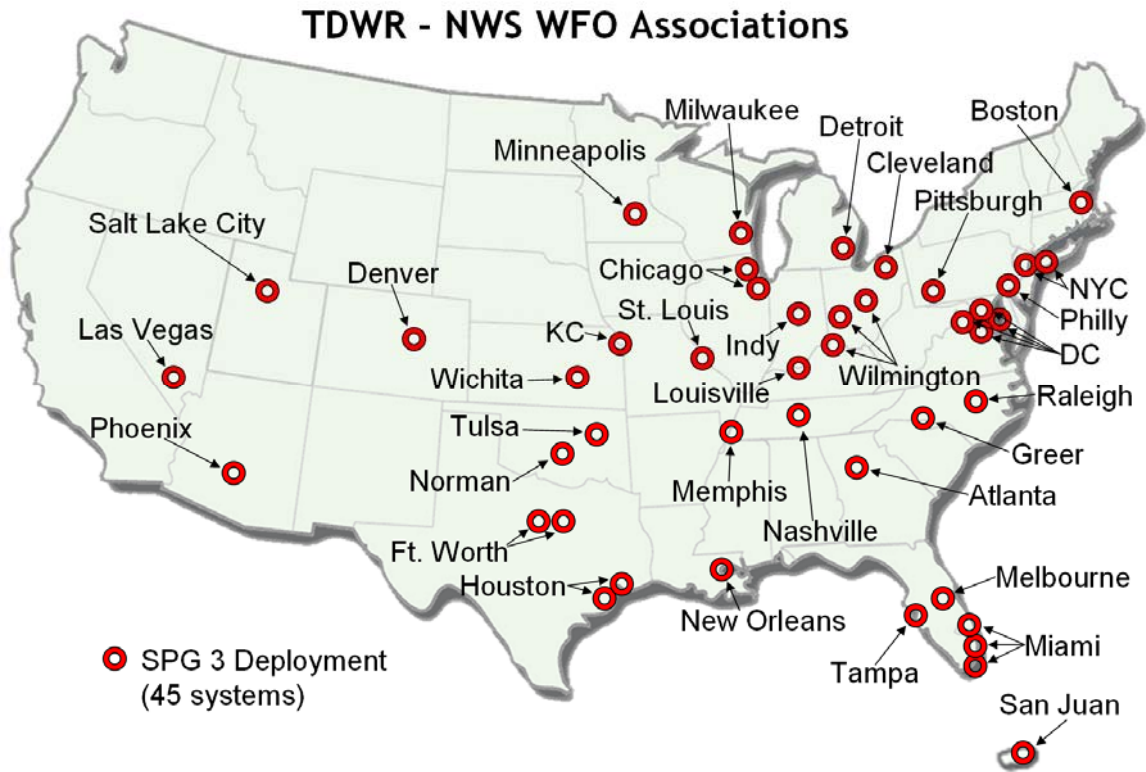 TDWR - NWS WFO Associations
Milwaukee
Boston
Detroit
Minneapolis
Cleveland
Pittsburgh
Salt Lake City
Denver
Chicago
NYC
St. Louis
Philly
Las Vegas
KC
Indy
DC
Wichita
Louisville
Wilmington
Raleigh
Phoenix
Tulsa
Greer
Norman
Memphis
Atlanta
Nashville
Ft. Worth
Houston
Melbourne
New Orleans
Miami
SPG 3 Deployment
(45 systems)
Tampa
San Juan